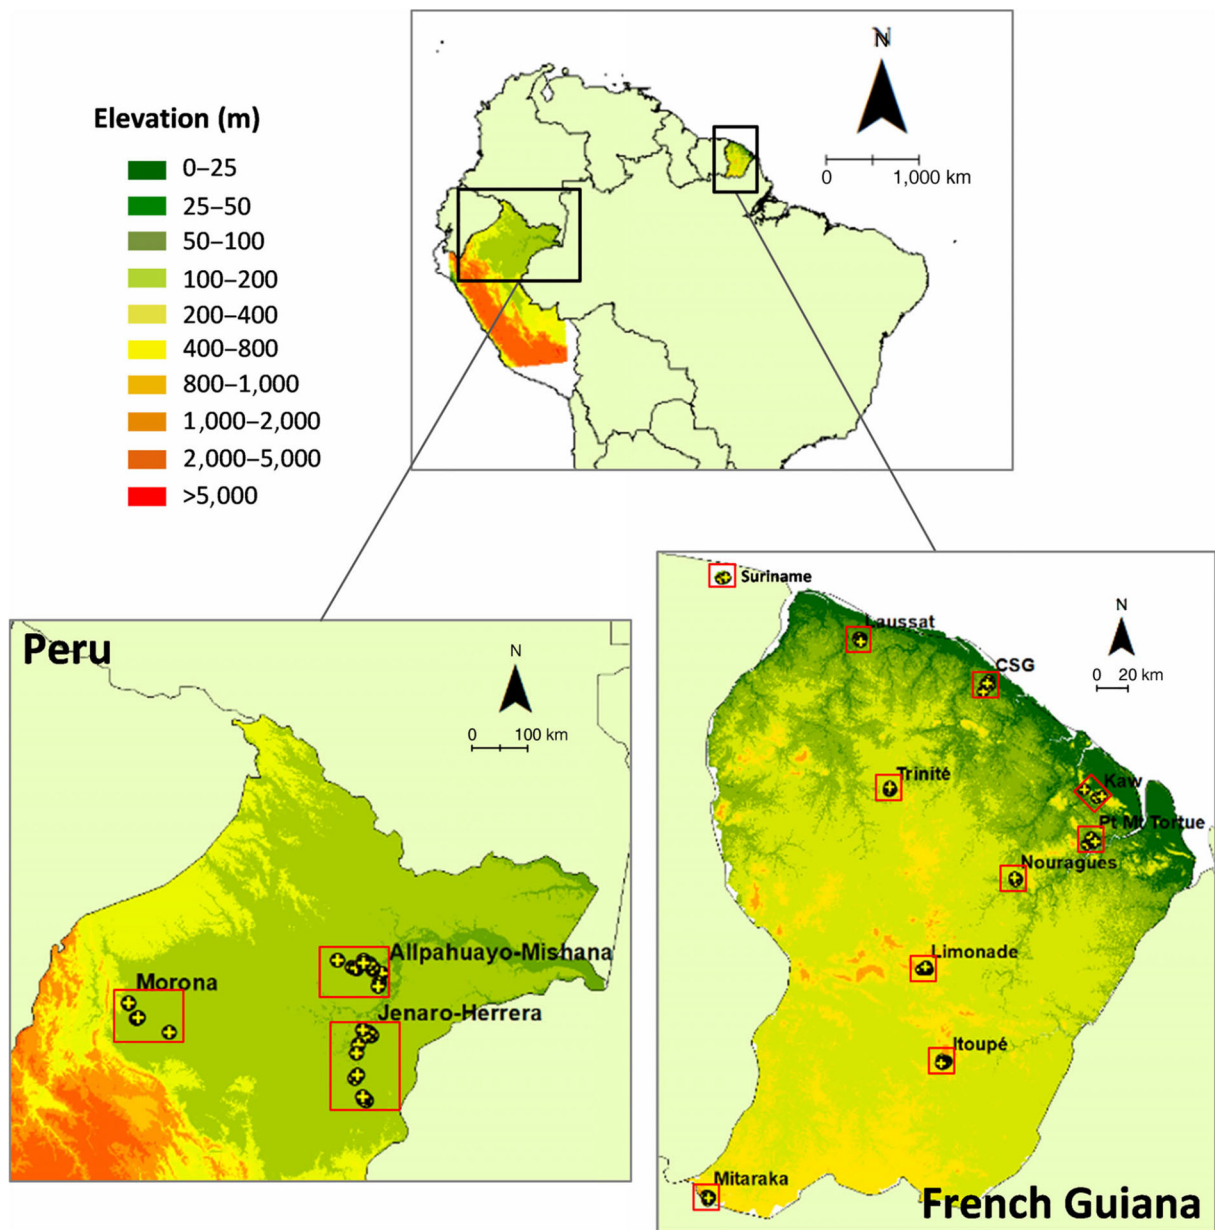 N
0 1,000 km
Elevation (m)
0–25
25–50
50–100
100–200
200–400
400–800
800–1,000
1,000–2,000
2,000–5,000
>5,000
Peru
N
0 100 km
Allpahuayo-Mishana
Morona
Jenaro-Herrera
Suriname
Laussat
N
0 20 km
CSG
Trinité
Kaw
Pt Mt Tortue
Nouragues
Limonade
Itoupé
Mitaraka
French Guiana